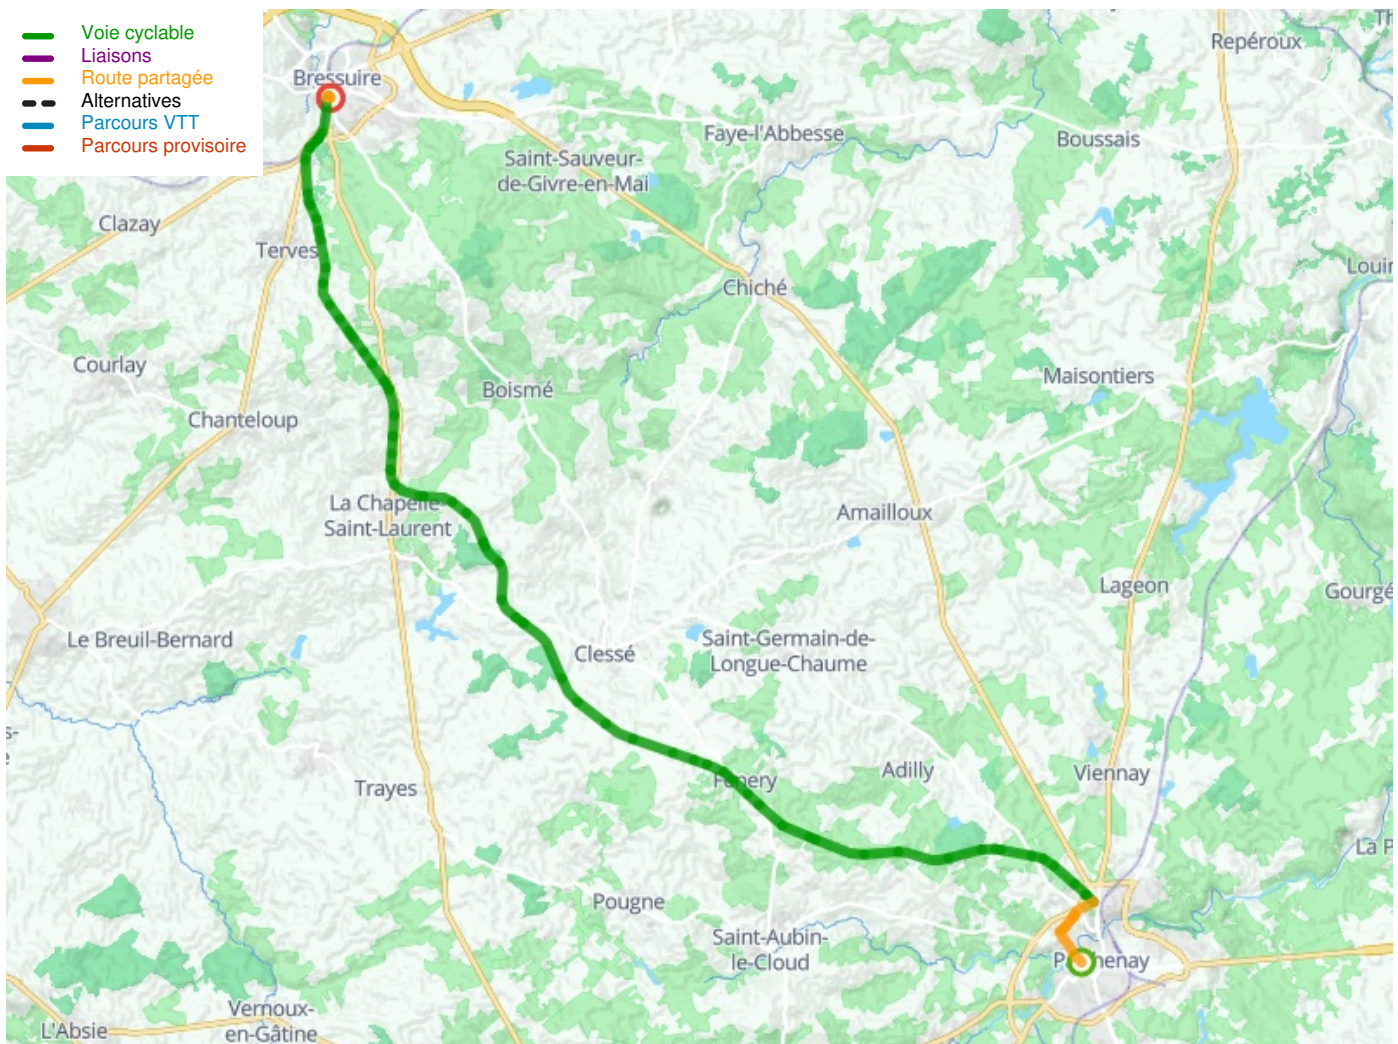 Voie cyclable
Liaisons
Route partagée
Alternatives
Parcours VTT
Parcours provisoire
Repéroux
Bressuire
Faye-l'Abbesse
Boussais
Saint-Sauveur-
de-Givre-en-Mai
Clazay
Terves
Louin
Chiché
Courlay
Maisontiers
Boismé
Chanteloup
La Chapelle-
Saint-Laurent
Amailloux
Lageon
Gourgé
Le Breuil-Bernard
Saint-Germain-de-
Longue-Chaume
Clessé
Fénery
Adilly
Viennay
Trayes
La P
Pougne
Saint-Aubin-
le-Cloud
Parthenay
Vernoux-
en-Gâtine
L'Absie